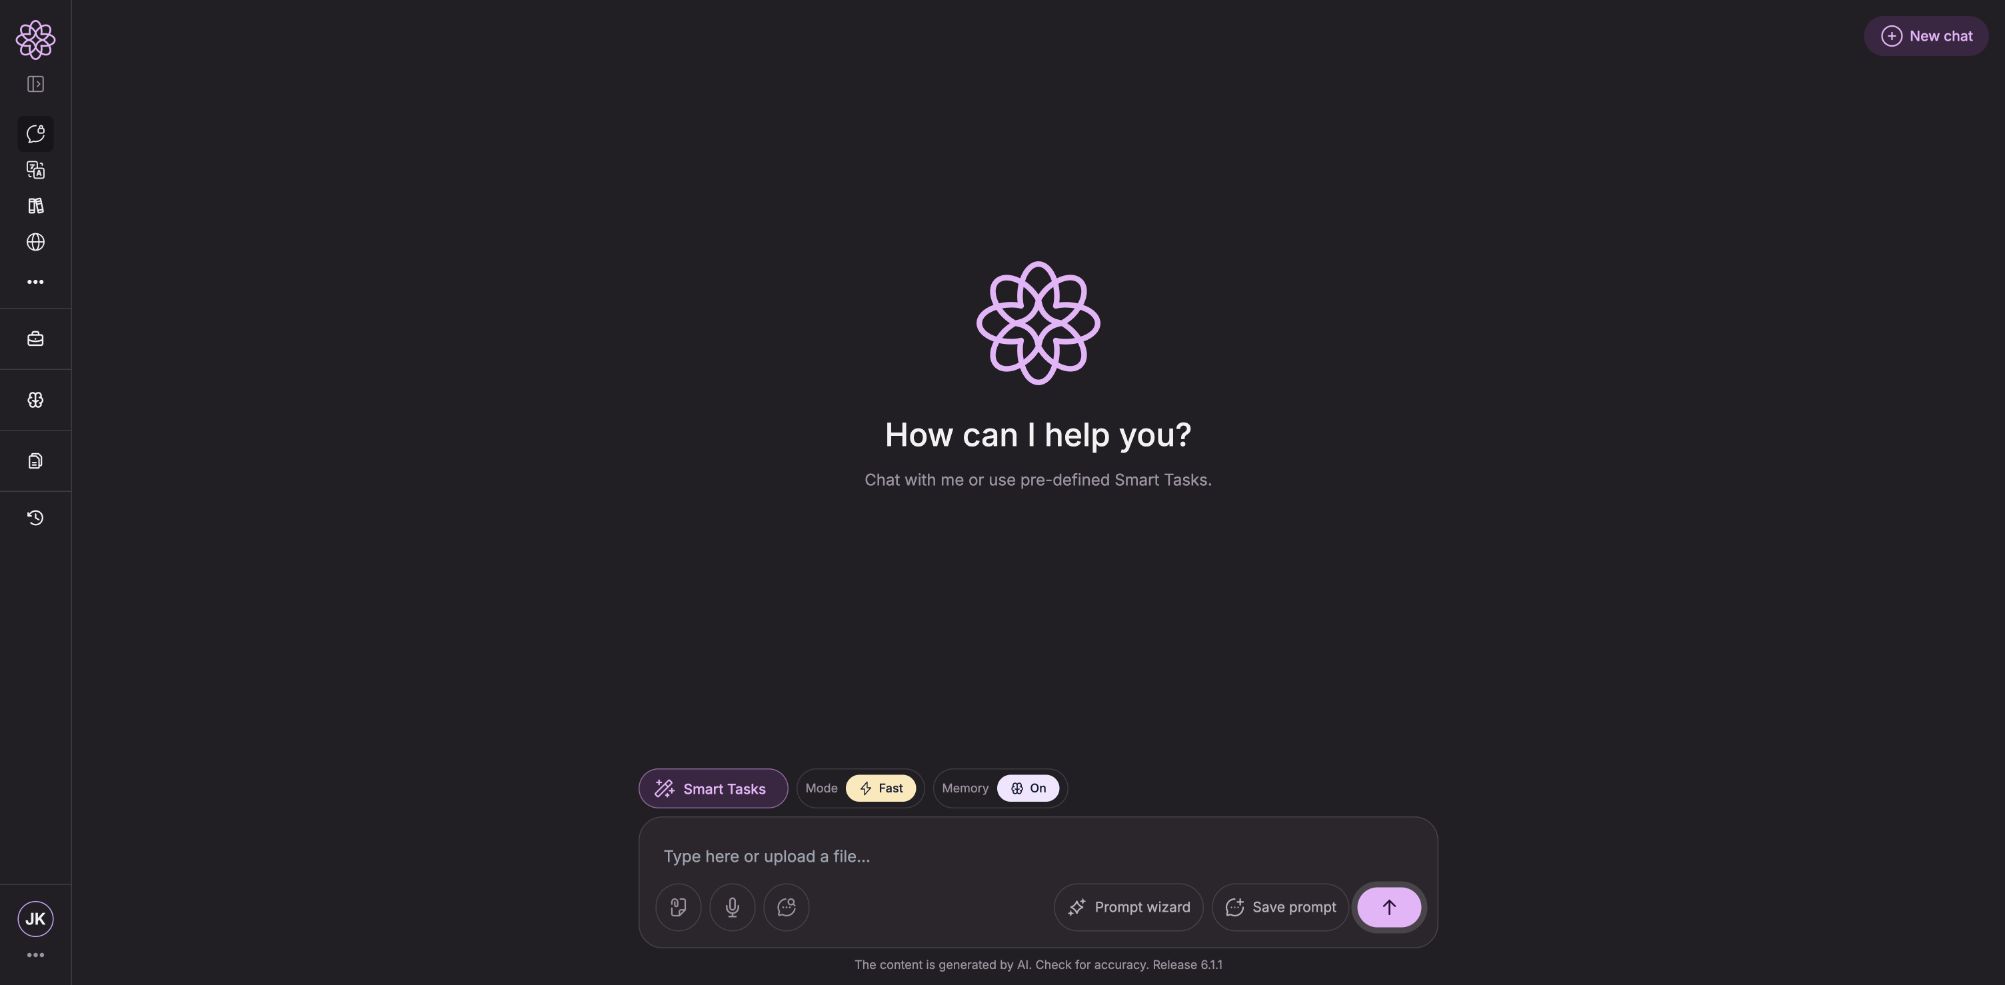 New chat
How can I help you?
Chat with me or use pre-defined Smart Tasks.
Smart Tasks
Mode Fast
Memory On
Type here or upload a file...
Prompt wizard
Save prompt
JK
The content is generated by AI. Check for accuracy. Release 6.1.1